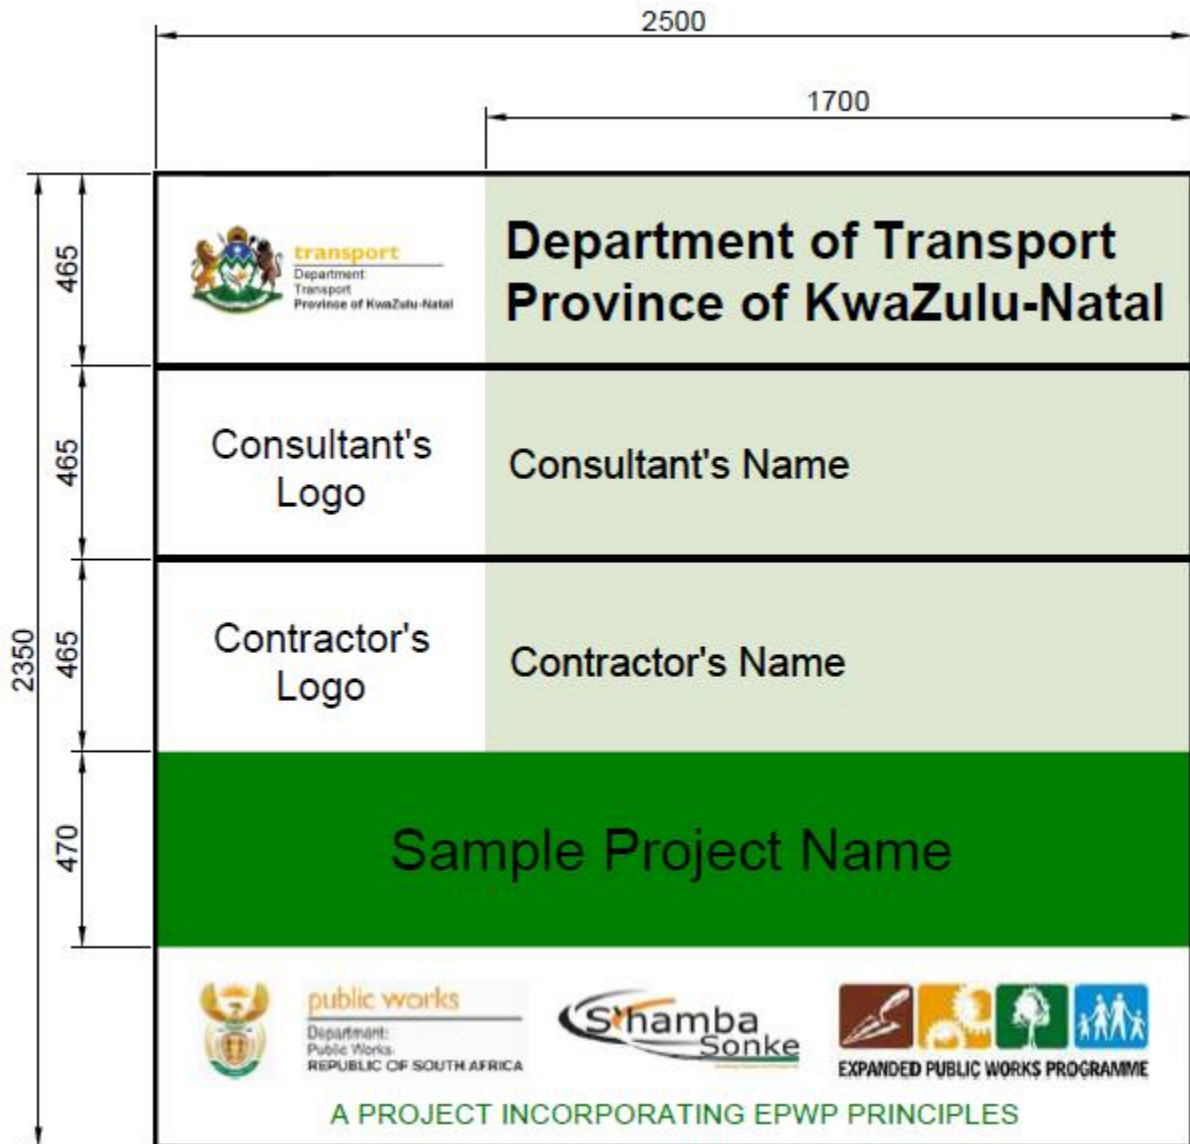 2500
1700
465
transport
Department
Transport
Province of KwaZulu-Natal
Department of Transport
Province of KwaZulu-Natal
465
Consultant's
Logo
Consultant's Name
2350
465
Contractor's
Logo
Contractor's Name
470
Sample Project Name
public works
Department:
Public Works
REPUBLIC OF SOUTH AFRICA
S'hamba
Sonke
EXPANDED PUBLIC WORKS PROGRAMME
A PROJECT INCORPORATING EPWP PRINCIPLES